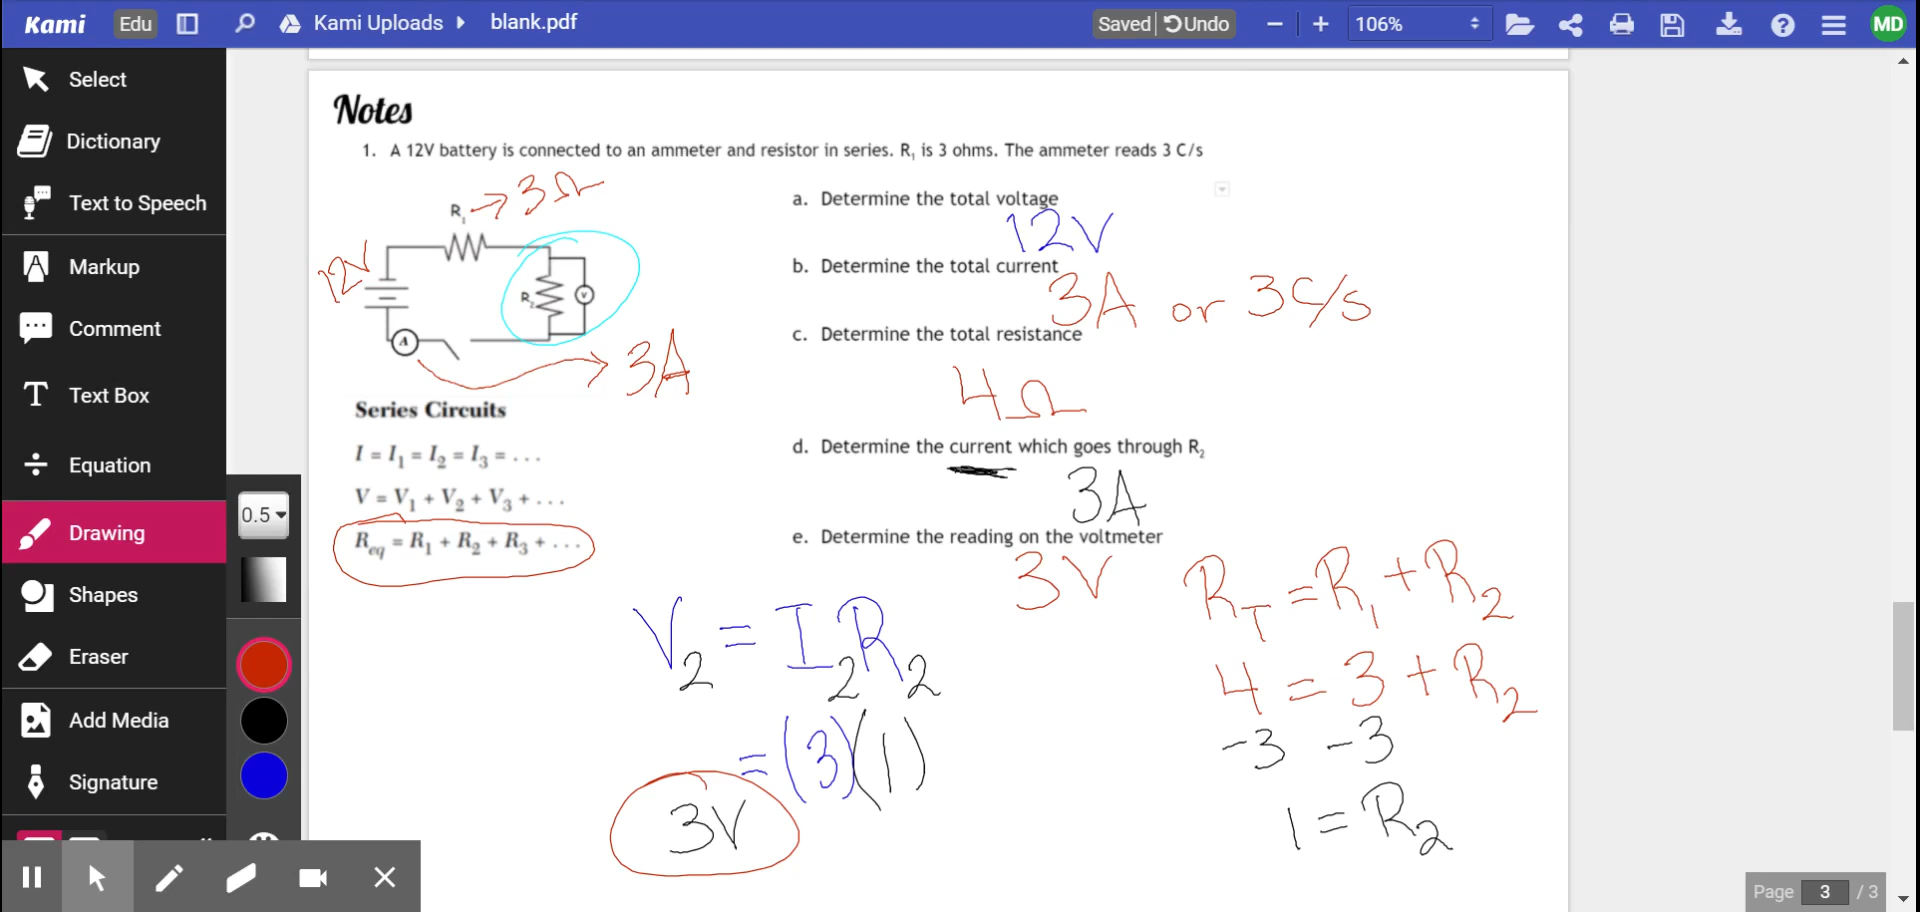 Kami Edu Kami Uploads blank.pdf Saved Undo 106% MD
Select
Dictionary
Text to Speech
Markup
Comment
Text Box
Equation
Drawing
Shapes
Eraser
Add Media
Signature
0.5
Notes
1. A 12V battery is connected to an ammeter and resistor in series. R1 is 3 ohms. The ammeter reads 3 C/s
R1 → 3Ω
12V
R2
V
A
3A
a. Determine the total voltage
12V
b. Determine the total current
3A or 3C/s
c. Determine the total resistance
4Ω
d. Determine the current which goes through R2
3A
e. Determine the reading on the voltmeter
3V
Series Circuits
I = I1 = I2 = I3 = . . .
V = V1 + V2 + V3 + . . .
Req = R1 + R2 + R3 + . . .
V2 = I2R2
= (3)(1)
3V
RT = R1 + R2
4 = 3 + R2
-3 -3
1 = R2
Page 3 / 3